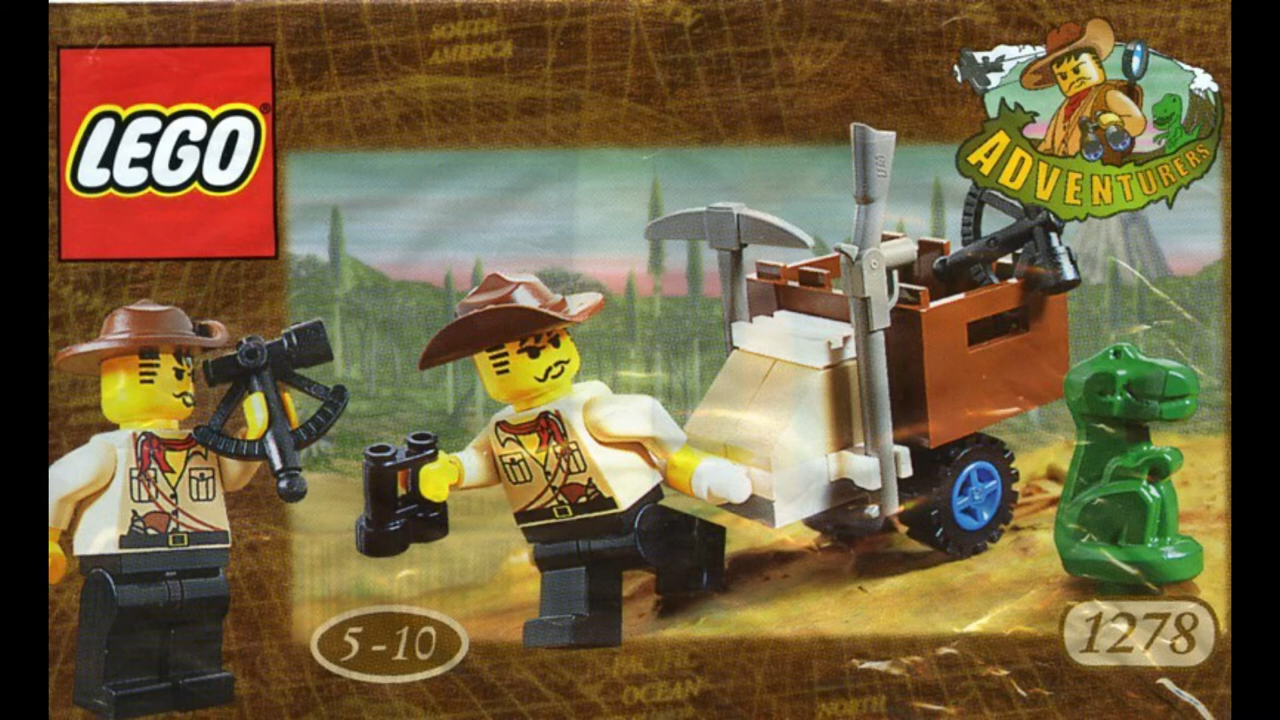 SOUTH
AMERICA
LEGO®
ADVENTURERS
5-10
1278
PACIFIC
OCEAN
NORTH